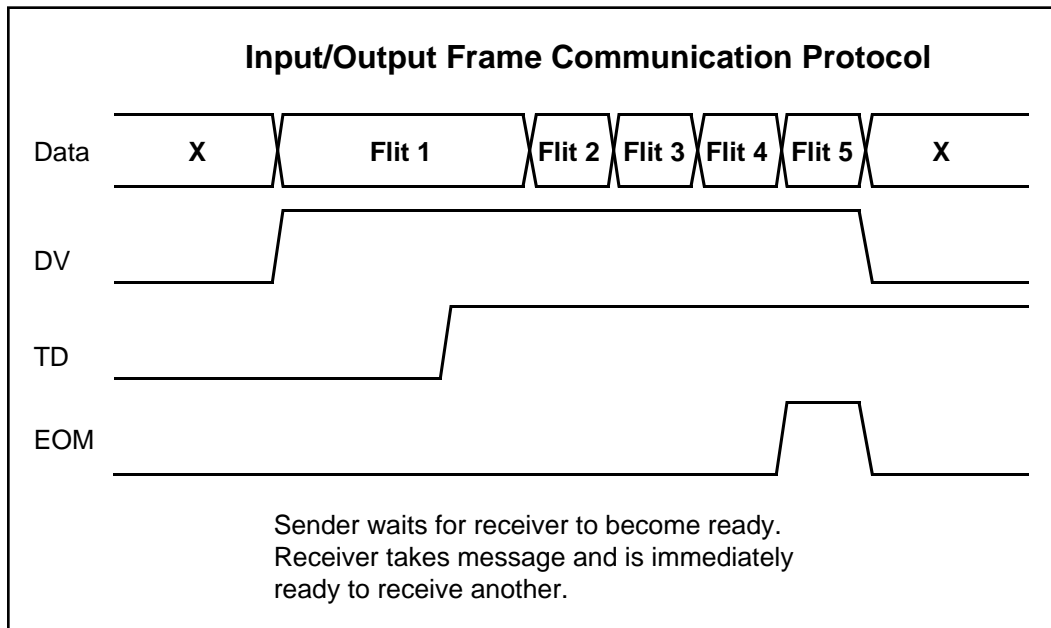 Input/Output Frame Communication Protocol
Data X Flit 1 Flit 2 Flit 3 Flit 4 Flit 5 X
DV
TD
EOM
Sender waits for receiver to become ready.
Receiver takes message and is immediately
ready to receive another.